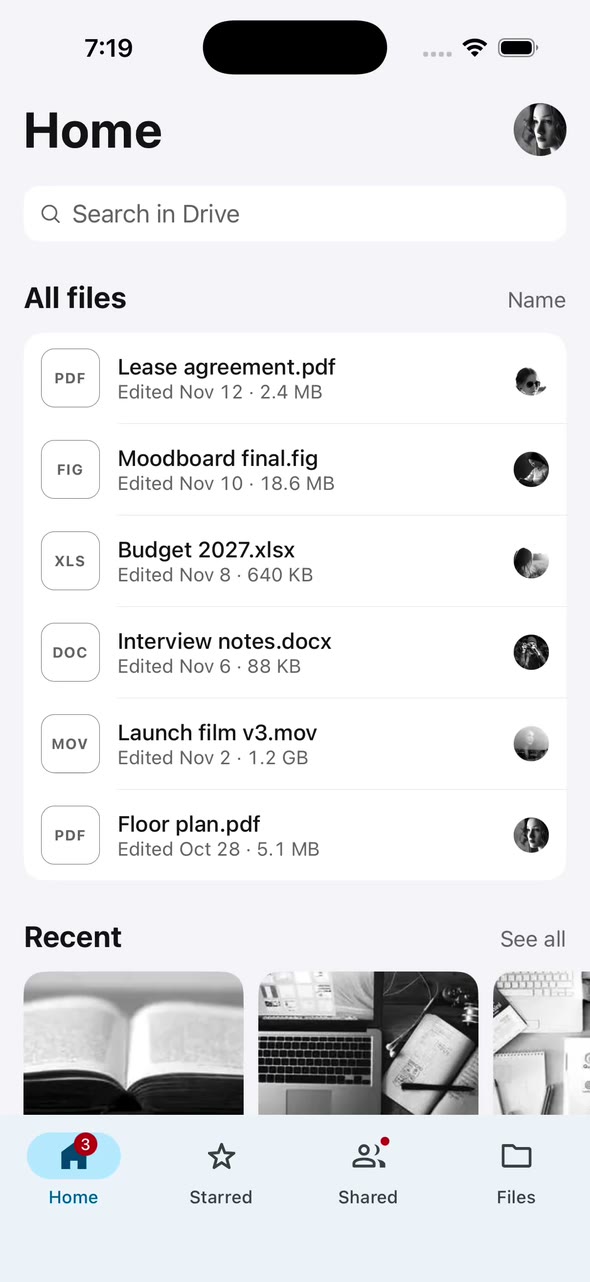 7:19
Home
Search in Drive
All files
Name
PDF
Lease agreement.pdf
Edited Nov 12 · 2.4 MB
FIG
Moodboard final.fig
Edited Nov 10 · 18.6 MB
XLS
Budget 2027.xlsx
Edited Nov 8 · 640 KB
DOC
Interview notes.docx
Edited Nov 6 · 88 KB
MOV
Launch film v3.mov
Edited Nov 2 · 1.2 GB
PDF
Floor plan.pdf
Edited Oct 28 · 5.1 MB
Recent
See all
3
Home
Starred
Shared
Files